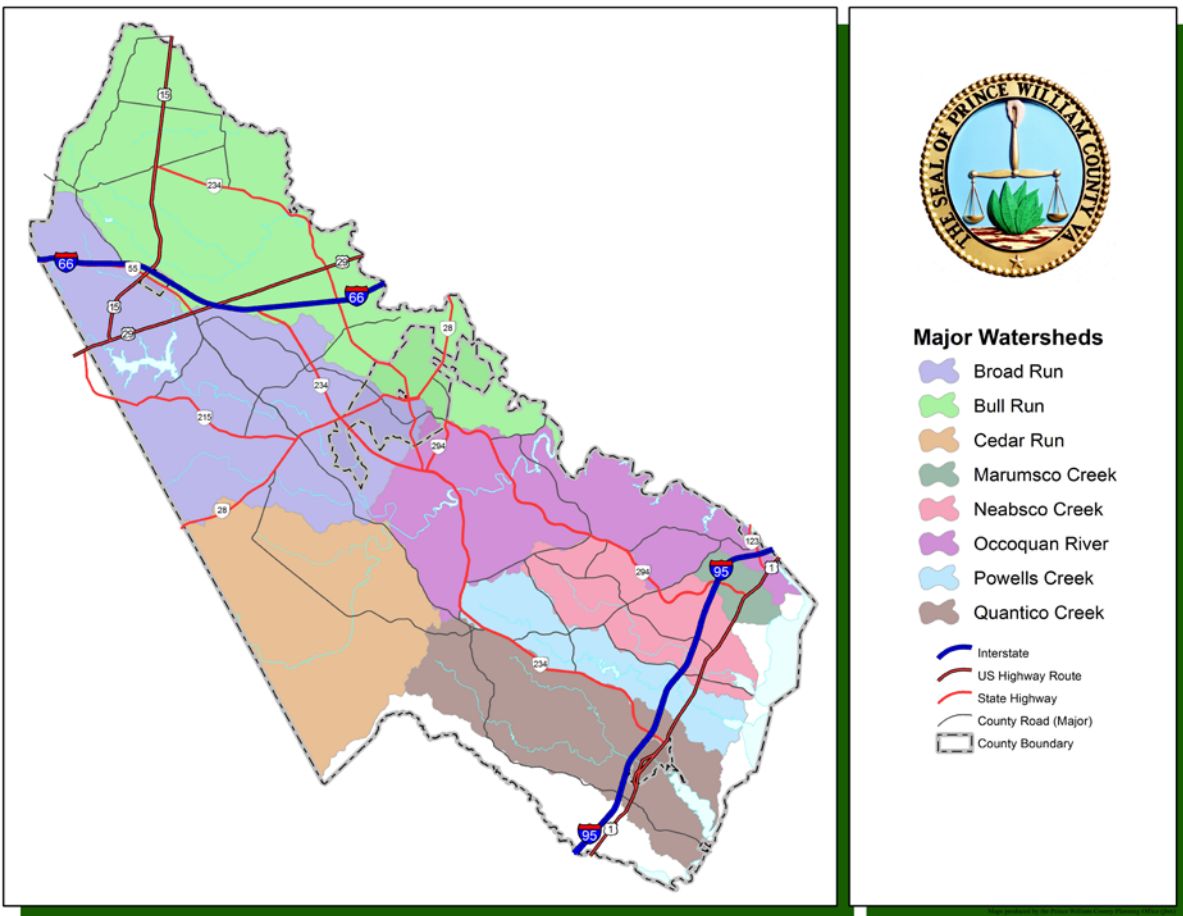 15
234
66
55
29
66
15
29
28
234
215
294
28
123
294
95
1
234
95
1
THE SEAL OF PRINCE WILLIAM COUNTY VA.
Major Watersheds
Broad Run
Bull Run
Cedar Run
Marumsco Creek
Neabsco Creek
Occoquan River
Powells Creek
Quantico Creek
Interstate
US Highway Route
State Highway
County Road (Major)
County Boundary